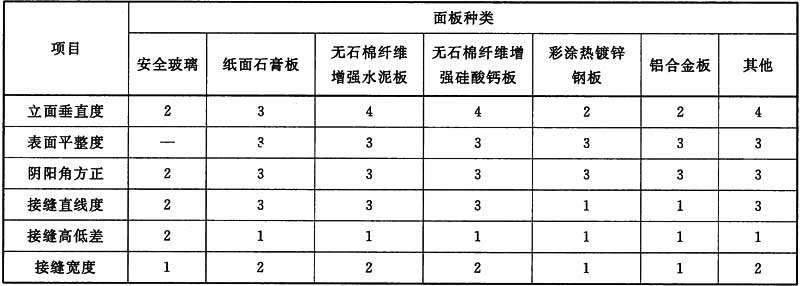 项目 面板种类
安全玻璃 纸面石膏板 无石棉纤维增强水泥板 无石棉纤维增强硅酸钙板 彩涂热镀锌钢板 铝合金板 其他
立面垂直度 2 3 4 4 2 2 4
表面平整度 — 3 3 3 3 3 3
阴阳角方正 2 3 3 3 3 3 3
接缝直线度 2 3 3 3 1 1 3
接缝高低差 2 1 1 1 1 1 1
接缝宽度 1 2 2 2 1 1 2